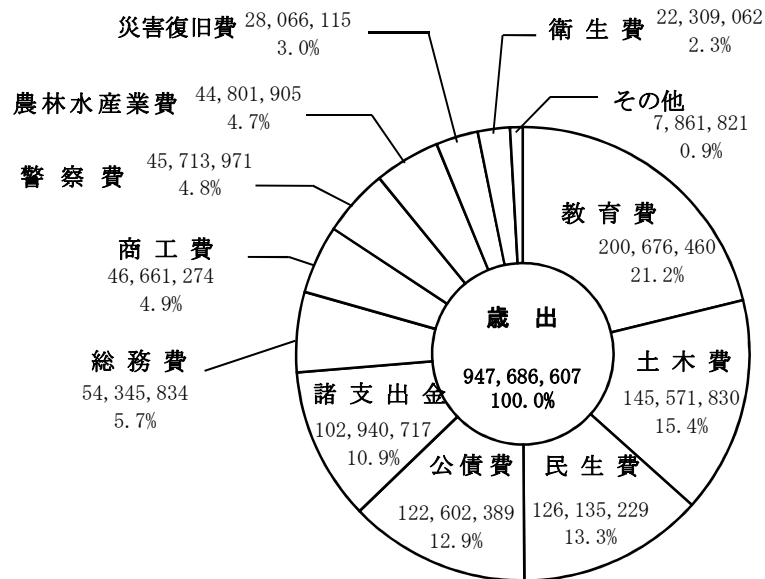 災害復旧費 28,066,115
3.0%
衛生費 22,309,062
2.3%
農林水産業費 44,801,905
4.7%
その他
7,861,821
0.9%
警察費 45,713,971
4.8%
教育費
200,676,460
21.2%
商工費
46,661,274
4.9%
歳出
947,686,607
100.0%
総務費
54,345,834
5.7%
土木費
145,571,830
15.4%
諸支出金
102,940,717
10.9%
公債費
122,602,389
12.9%
民生費
126,135,229
13.3%